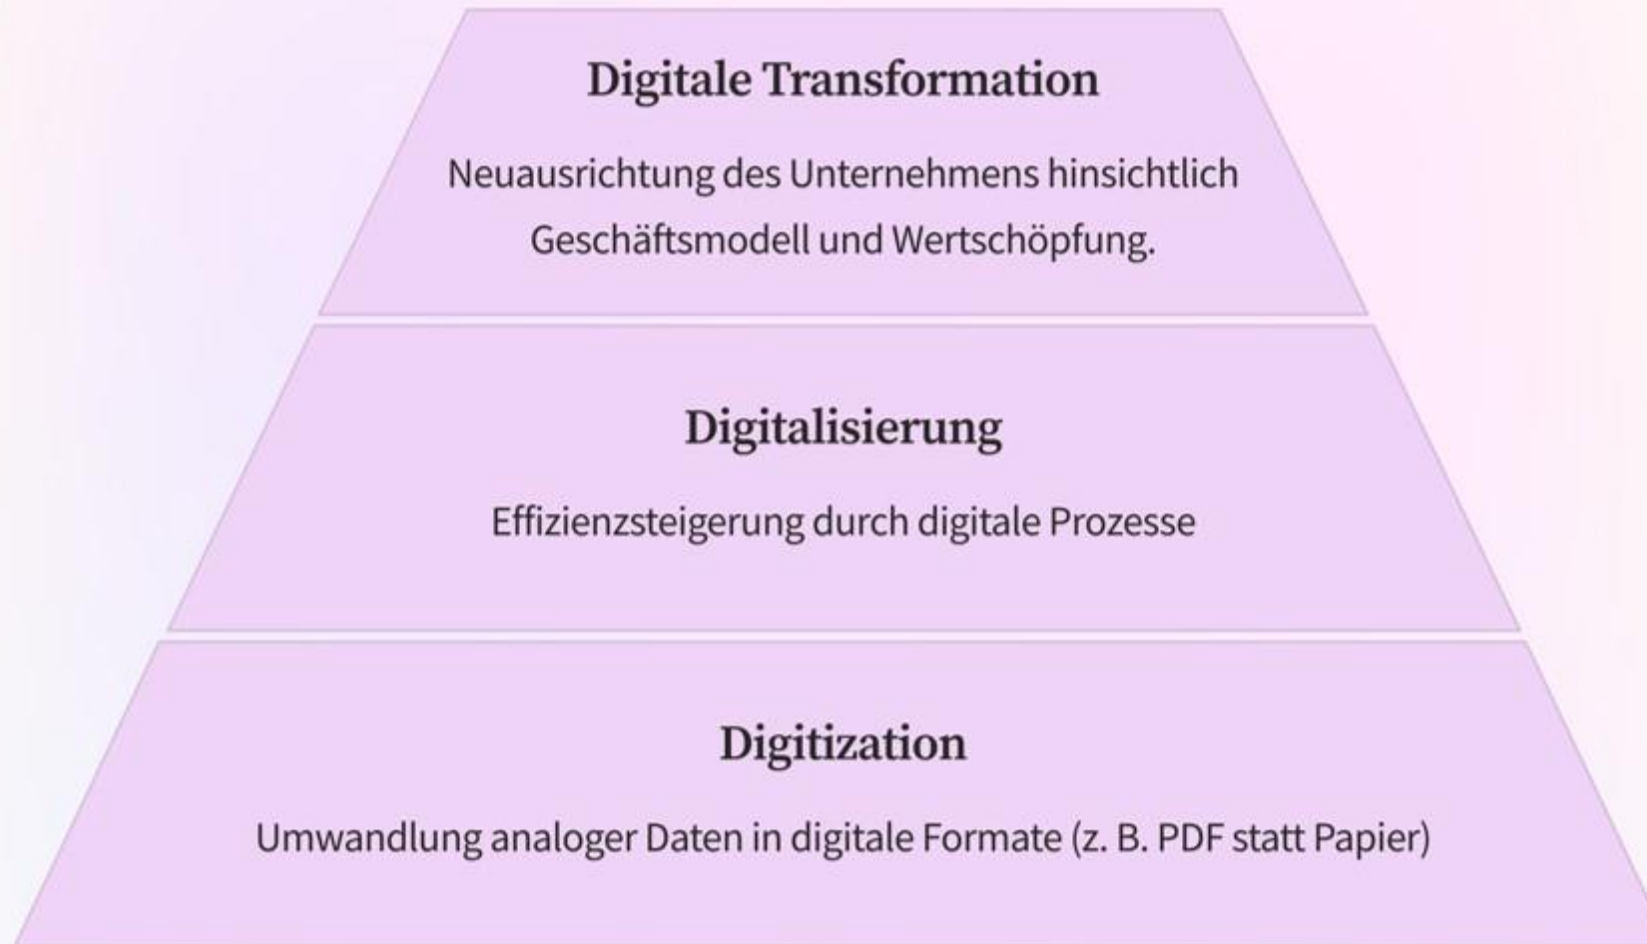 Digitale Transformation
Neuausrichtung des Unternehmens hinsichtlich
Geschäftsmodell und Wertschöpfung.
Digitalisierung
Effizienzsteigerung durch digitale Prozesse
Digitization
Umwandlung analoger Daten in digitale Formate (z. B. PDF statt Papier)